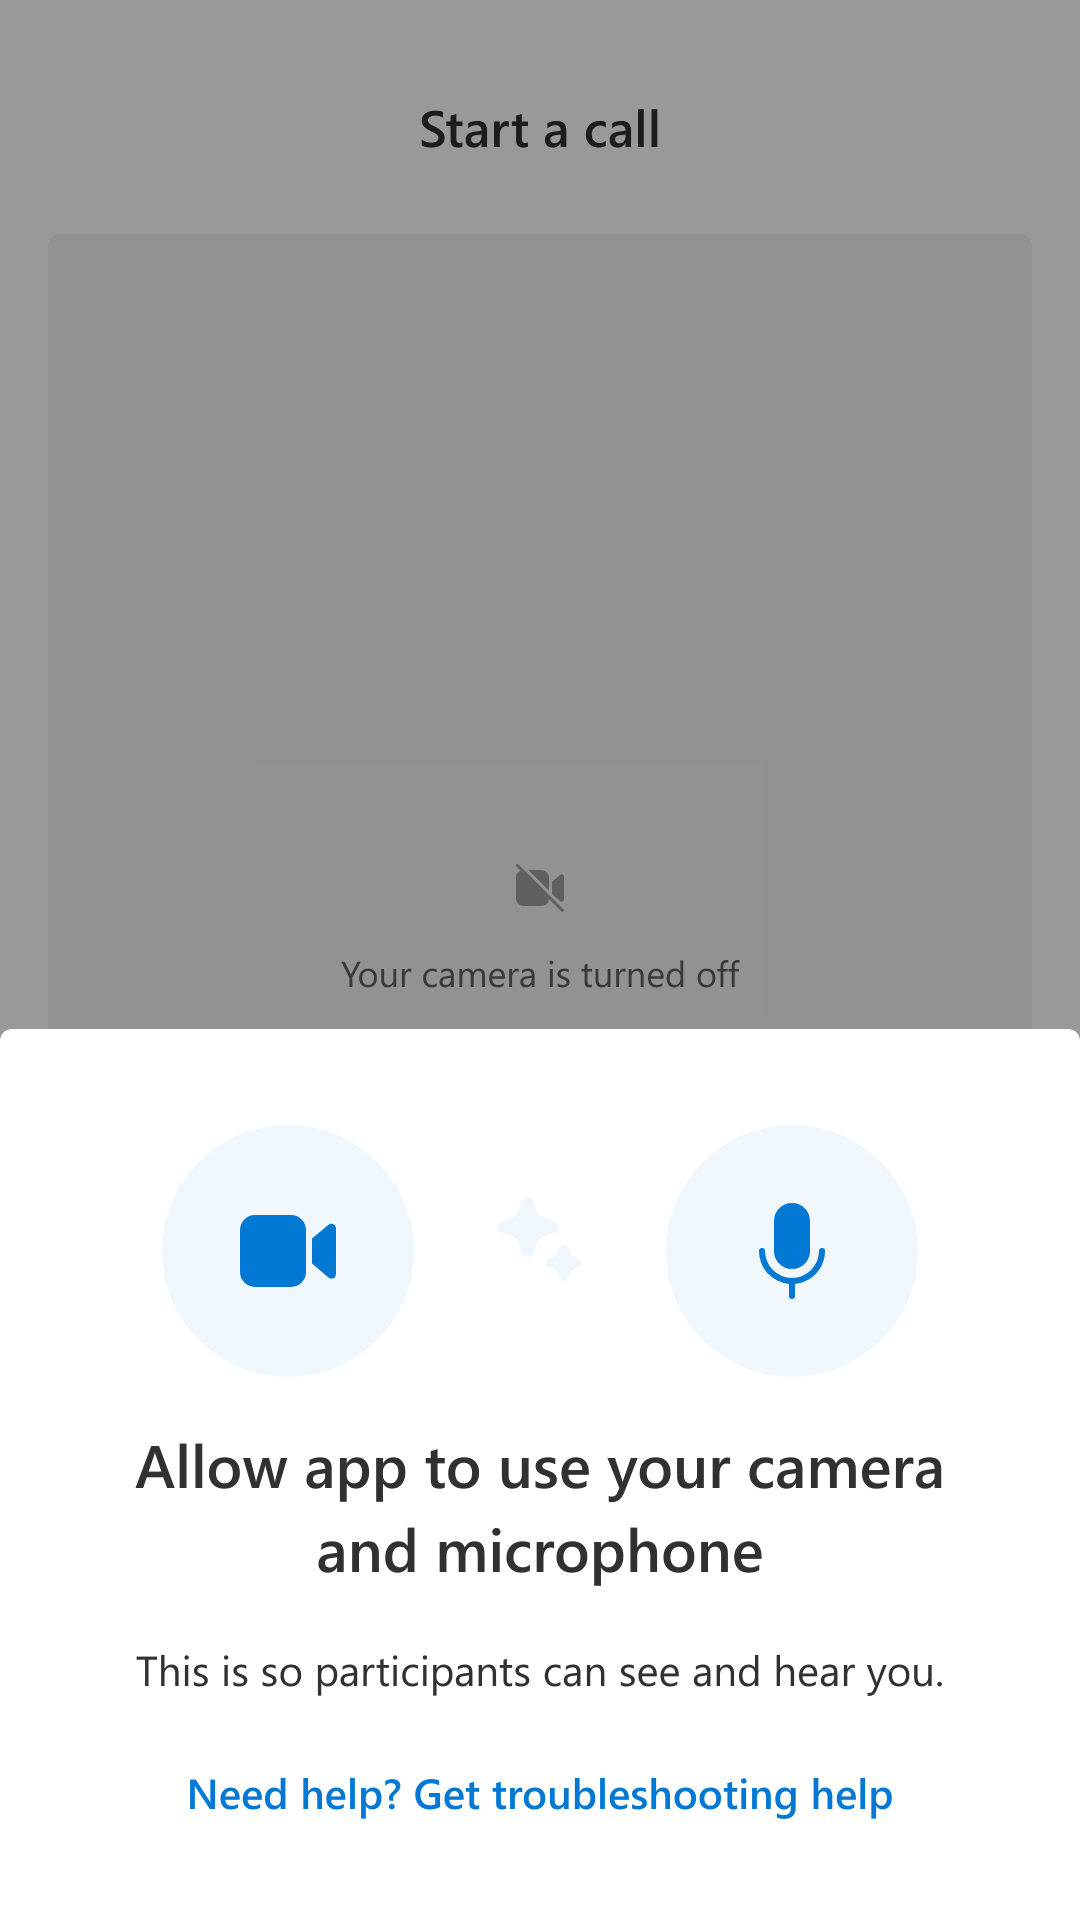 Start a call
Your camera is turned off
Allow app to use your camera
and microphone
This is so participants can see and hear you.
Need help? Get troubleshooting help